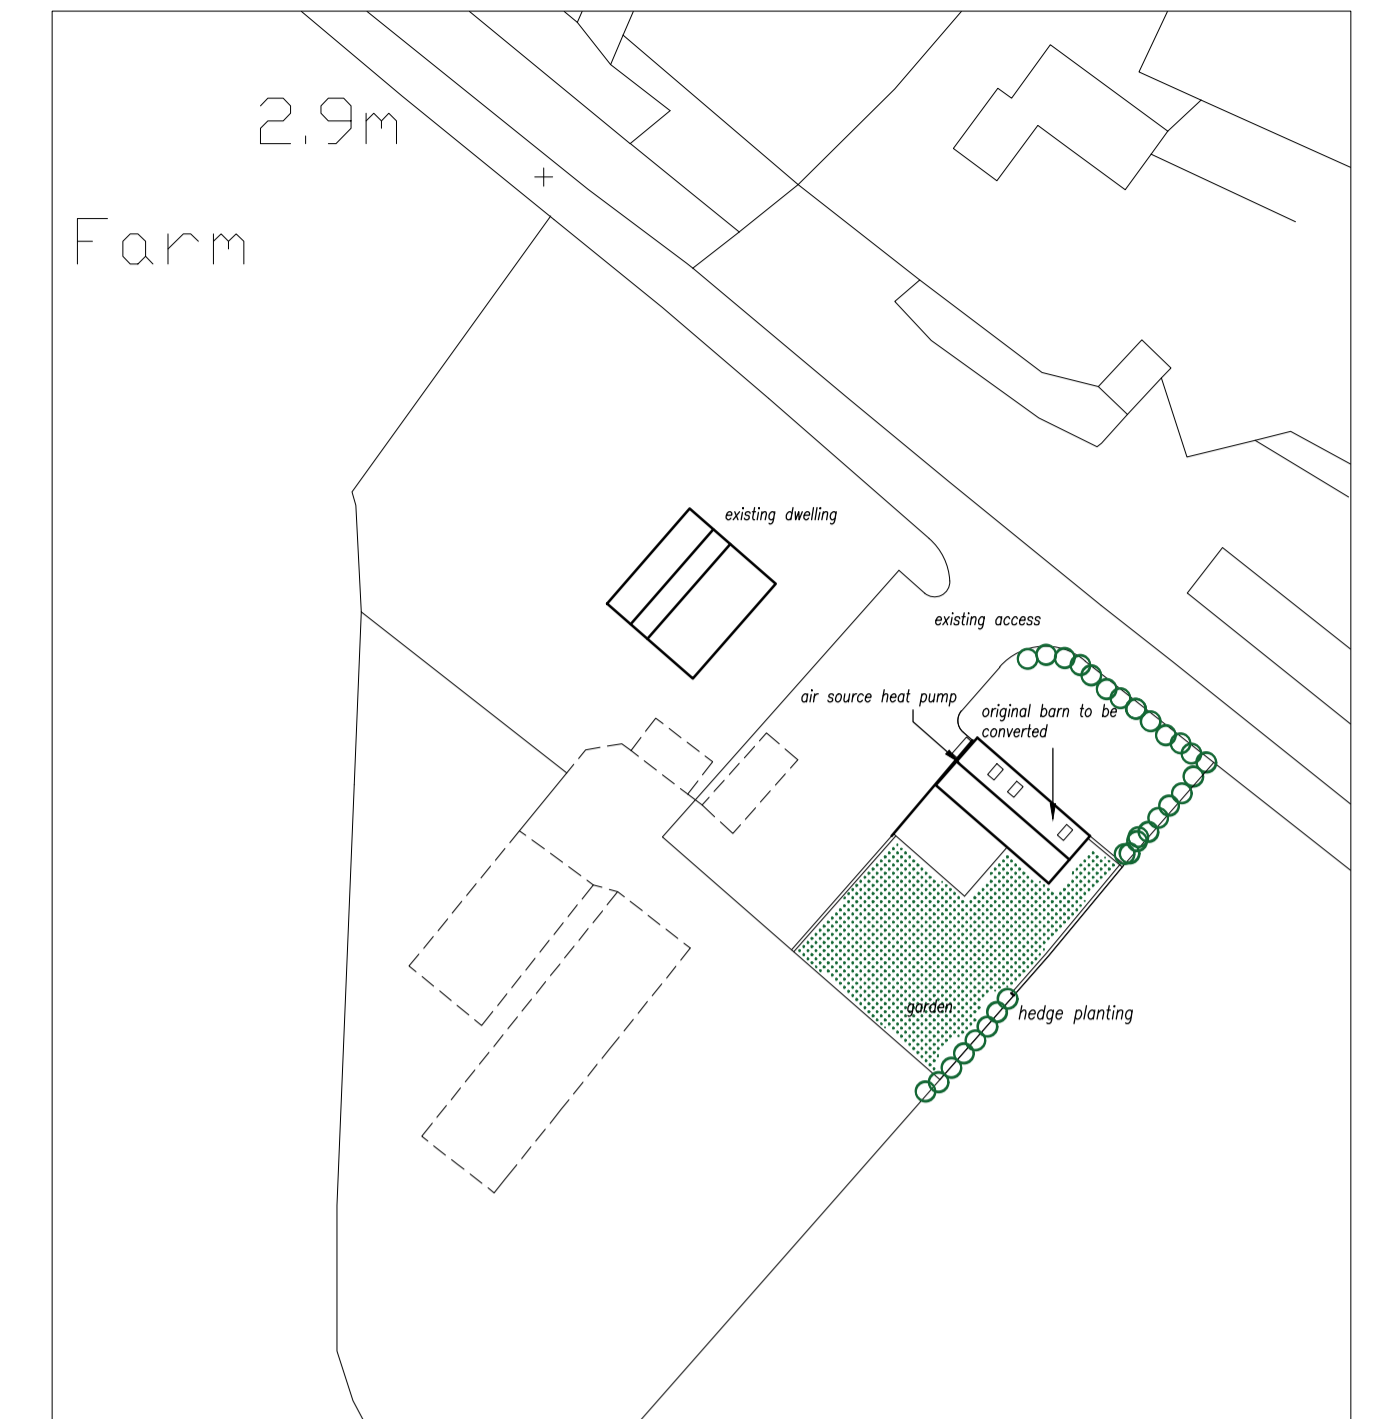 2.9m
Farm
existing dwelling
existing access
air source heat pump
original barn to be
converted
garden
hedge planting